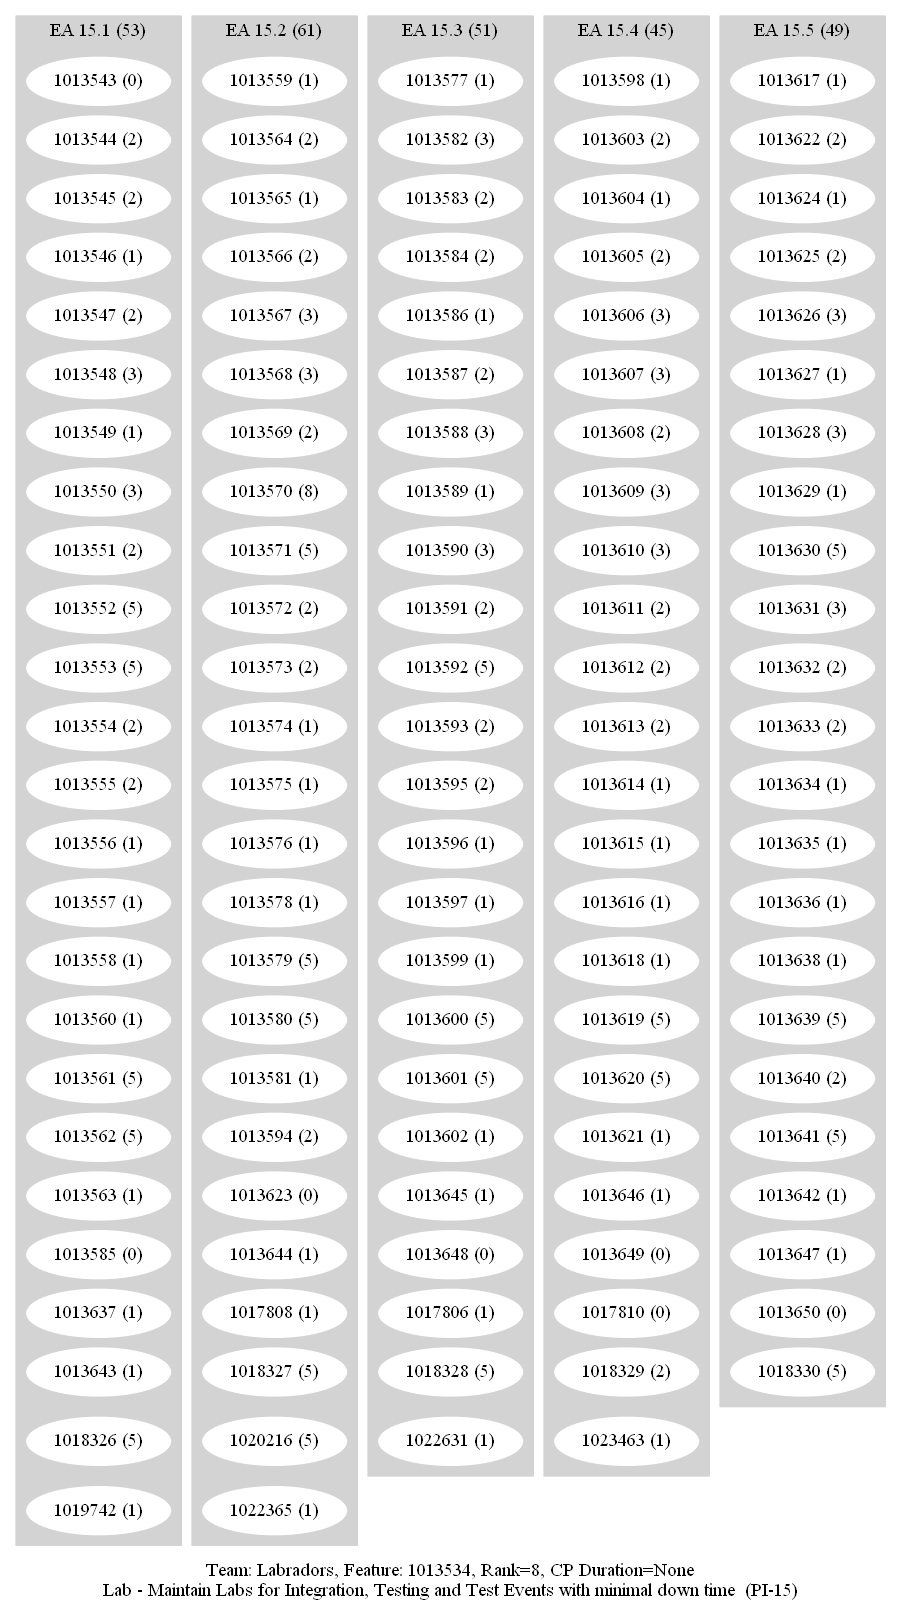 EA 15.1 (53) EA 15.2 (61) EA 15.3 (51) EA 15.4 (45) EA 15.5 (49)
1013543 (0) 1013559 (1) 1013577 (1) 1013598 (1) 1013617 (1)
1013544 (2) 1013564 (2) 1013582 (3) 1013603 (2) 1013622 (2)
1013545 (2) 1013565 (1) 1013583 (2) 1013604 (1) 1013624 (1)
1013546 (1) 1013566 (2) 1013584 (2) 1013605 (2) 1013625 (2)
1013547 (2) 1013567 (3) 1013586 (1) 1013606 (3) 1013626 (3)
1013548 (3) 1013568 (3) 1013587 (2) 1013607 (3) 1013627 (1)
1013549 (1) 1013569 (2) 1013588 (3) 1013608 (2) 1013628 (3)
1013550 (3) 1013570 (8) 1013589 (1) 1013609 (3) 1013629 (1)
1013551 (2) 1013571 (5) 1013590 (3) 1013610 (3) 1013630 (5)
1013552 (5) 1013572 (2) 1013591 (2) 1013611 (2) 1013631 (3)
1013553 (5) 1013573 (2) 1013592 (5) 1013612 (2) 1013632 (2)
1013554 (2) 1013574 (1) 1013593 (2) 1013613 (2) 1013633 (2)
1013555 (2) 1013575 (1) 1013595 (2) 1013614 (1) 1013634 (1)
1013556 (1) 1013576 (1) 1013596 (1) 1013615 (1) 1013635 (1)
1013557 (1) 1013578 (1) 1013597 (1) 1013616 (1) 1013636 (1)
1013558 (1) 1013579 (5) 1013599 (1) 1013618 (1) 1013638 (1)
1013560 (1) 1013580 (5) 1013600 (5) 1013619 (5) 1013639 (5)
1013561 (5) 1013581 (1) 1013601 (5) 1013620 (5) 1013640 (2)
1013562 (5) 1013594 (2) 1013602 (1) 1013621 (1) 1013641 (5)
1013563 (1) 1013623 (0) 1013645 (1) 1013646 (1) 1013642 (1)
1013585 (0) 1013644 (1) 1013648 (0) 1013649 (0) 1013647 (1)
1013637 (1) 1017808 (1) 1017806 (1) 1017810 (0) 1013650 (0)
1013643 (1) 1018327 (5) 1018328 (5) 1018329 (2) 1018330 (5)
1018326 (5) 1020216 (5) 1022631 (1) 1023463 (1)
1019742 (1) 1022365 (1)
Team: Labradors, Feature: 1013534, Rank=8, CP Duration=None
Lab - Maintain Labs for Integration, Testing and Test Events with minimal down time (PI-15)